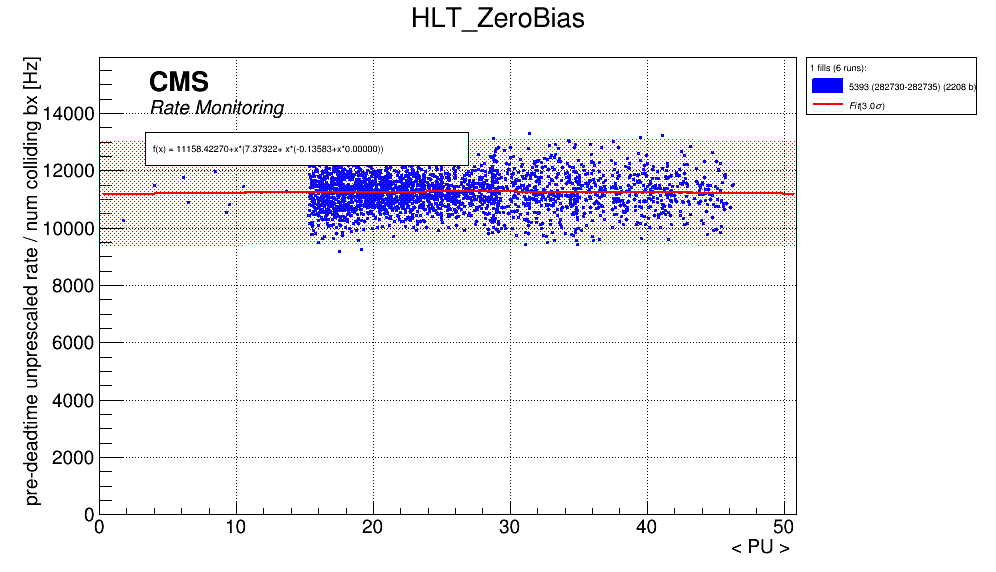 HLT_ZeroBias
pre-deadtime unprescaled rate / num colliding bx [Hz]
CMS
Rate Monitoring
f(x) = 11158.42270+x*(7.37322+ x*(-0.13583+x*0.00000))
14000
12000
10000
8000
6000
4000
2000
0
0 10 20 30 40 50
< PU >
1 fills (6 runs):
5393 (282730-282735) (2208 b)
Fit(3.0σ)